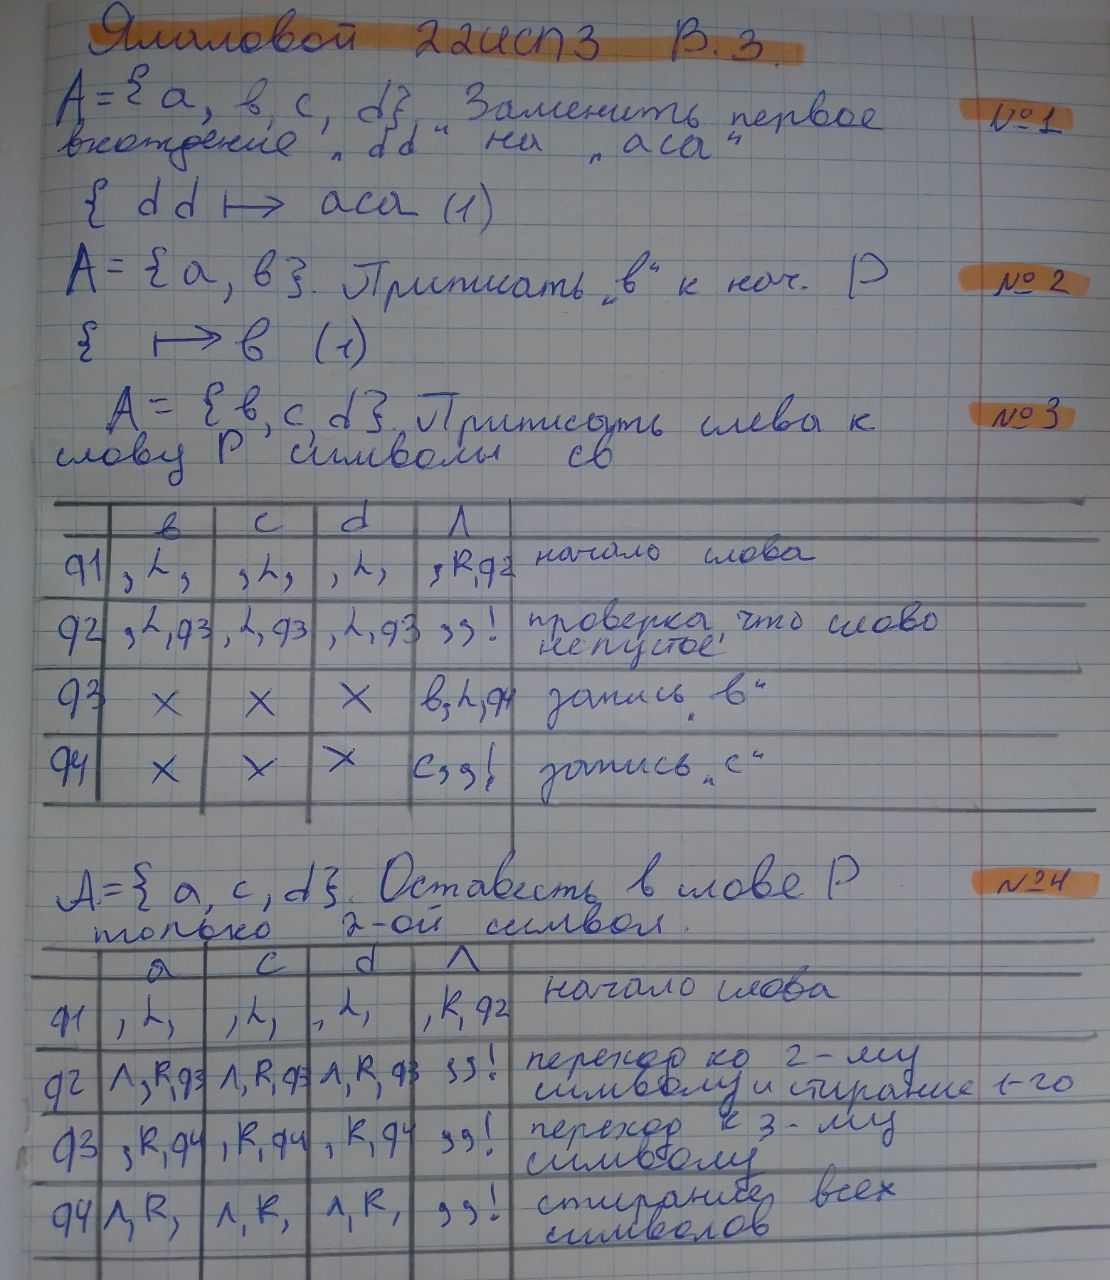 Ямаловой 22ИСП3 В.3.
A={a, в, c, d}. Заменить первое №1
вхождение „dd“ на „аса“
{ dd ↦ aca (1)
A={a, в}. Приписать „в“ к нач. P №2
{ ↦ в (1)
A= {в, c, d}. Приписать слева к №3
слову P символы св
в c d Λ
q1 ,L, ,L, ,L, ,R,q2 начало слова
q2 ,L,q3 ,L,q3 ,L,q3 ,,! проверка что слово
непустое
q3 × × × в,L,q4 запись „в“
q4 × × × c,,! запись „с“
A={a, c, d}. Оставить в слове P №4
только 2-ой символ.
a c d Λ
q1 ,L, ,L, ,L, ,R,q2 начало слова
q2 Λ,R,q3 Λ,R,q3 Λ,R,q3 ,,! переход ко 2-му
символу и стирание 1-го
q3 ,R,q4 ,R,q4 ,R,q4 ,,! переход к 3-му
символу
q4 Λ,R, Λ,R, Λ,R, ,,! стирание всех
символов